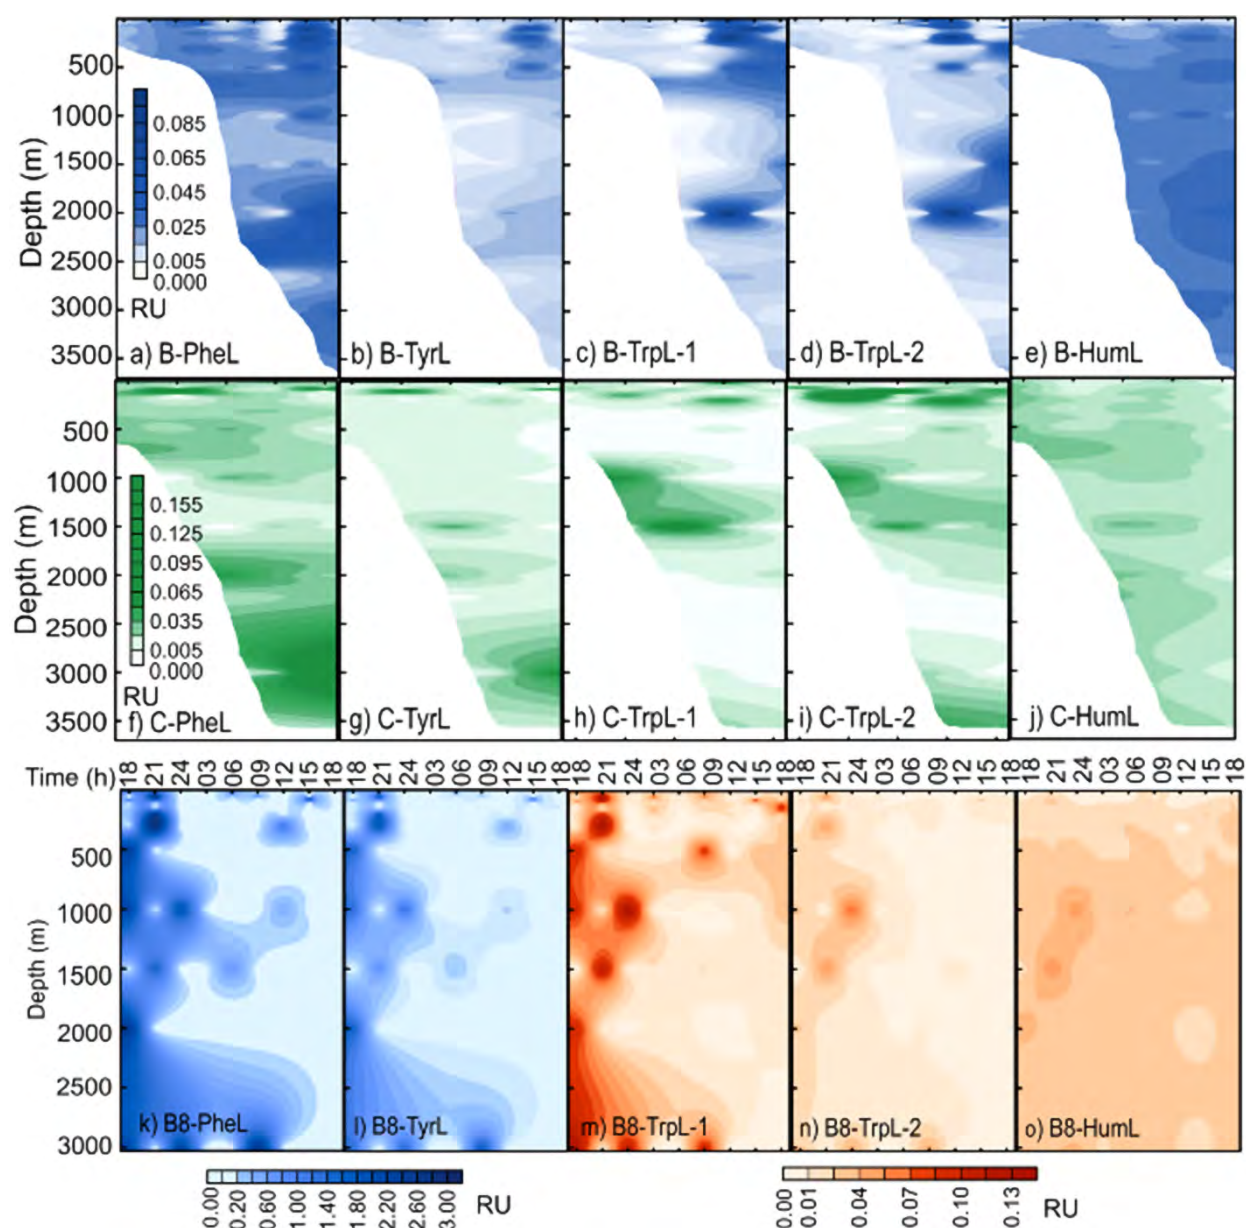 Depth (m)
500
1000
1500
2000
2500
3000
3500
0.085
0.065
0.045
0.025
0.005
0.000
RU
a) B-PheL
b) B-TyrL
c) B-TrpL-1
d) B-TrpL-2
e) B-HumL
Depth (m)
500
1000
1500
2000
2500
3000
3500
0.155
0.125
0.095
0.065
0.035
0.005
0.000
RU
f) C-PheL
g) C-TyrL
h) C-TrpL-1
i) C-TrpL-2
j) C-HumL
Time (h) 18 21 24 03 06 09 12 15 18 18 21 24 03 06 09 12 15 18 18 21 24 03 06 09 12 15 18 18 21 24 03 06 09 12 15 18 18 21 24 03 06 09 12 15 18
Depth (m)
500
1000
1500
2000
2500
3000
k) B8-PheL
l) B8-TyrL
m) B8-TrpL-1
n) B8-TrpL-2
o) B8-HumL
0.00 0.20 0.60 1.00 1.40 1.80 2.20 2.60 3.00 RU
0.00 0.01 0.04 0.07 0.10 0.13 RU